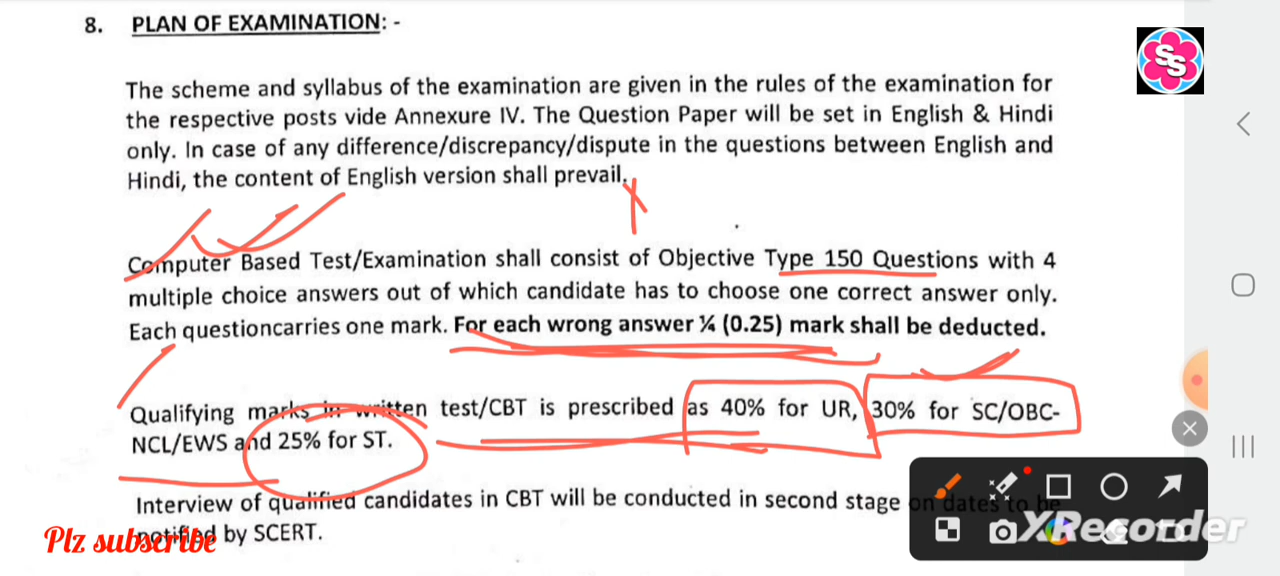 8. PLAN OF EXAMINATION: -
SS
The scheme and syllabus of the examination are given in the rules of the examination for
the respective posts vide Annexure IV. The Question Paper will be set in English & Hindi
only. In case of any difference/discrepancy/dispute in the questions between English and
Hindi, the content of English version shall prevail.
Computer Based Test/Examination shall consist of Objective Type 150 Questions with 4
multiple choice answers out of which candidate has to choose one correct answer only.
Each questioncarries one mark. For each wrong answer ¼ (0.25) mark shall be deducted.
Qualifying marks in written test/CBT is prescribed as 40% for UR, 30% for SC/OBC-
NCL/EWS and 25% for ST.
Interview of qualified candidates in CBT will be conducted in second stage on dates to be
notified by SCERT.
Plz subscribe
XRecorder